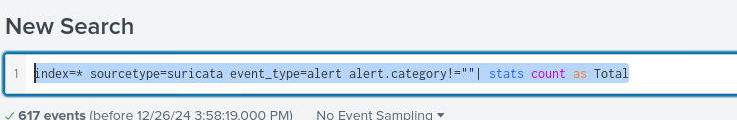 New Search
1 index=* sourcetype=suricata event_type=alert alert.category!=""| stats count as Total
✓ 617 events (before 12/26/24 3:58:19.000 PM) No Event Sampling ▾